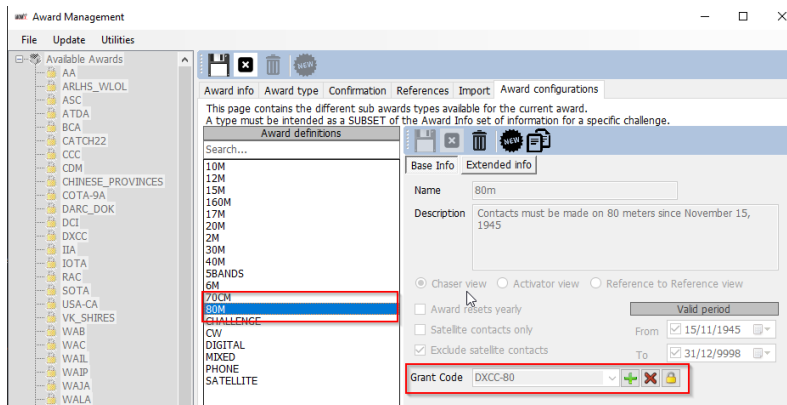 Award Management
File Update Utilities
Available Awards
AA
ARLHS_WLOL
ASC
ATDA
BCA
CATCH22
CCC
CDM
CHINESE_PROVINCES
COTA-9A
DARC_DOK
DCI
DXCC
IIA
IOTA
RAC
SOTA
USA-CA
VK_SHIRES
WAB
WAC
WAIL
WAIP
WAJA
WALA
NEW
Award info Award type Confirmation References Import Award configurations
This page contains the different sub awards types available for the current award.
A type must be intended as a SUBSET of the Award Info set of information for a specific challenge.
Award definitions
Search...
10M
12M
15M
160M
17M
20M
2M
30M
40M
5BANDS
6M
70CM
80M
CHALLENGE
CW
DIGITAL
MIXED
PHONE
SATELLITE
NEW
Base Info Extended info
Name 80m
Description Contacts must be made on 80 meters since November 15,
1945
Chaser view Activator view Reference to Reference view
Award resets yearly
Satellite contacts only
Exclude satellite contacts
Valid period
From 15/11/1945
To 31/12/9998
Grant Code DXCC-80